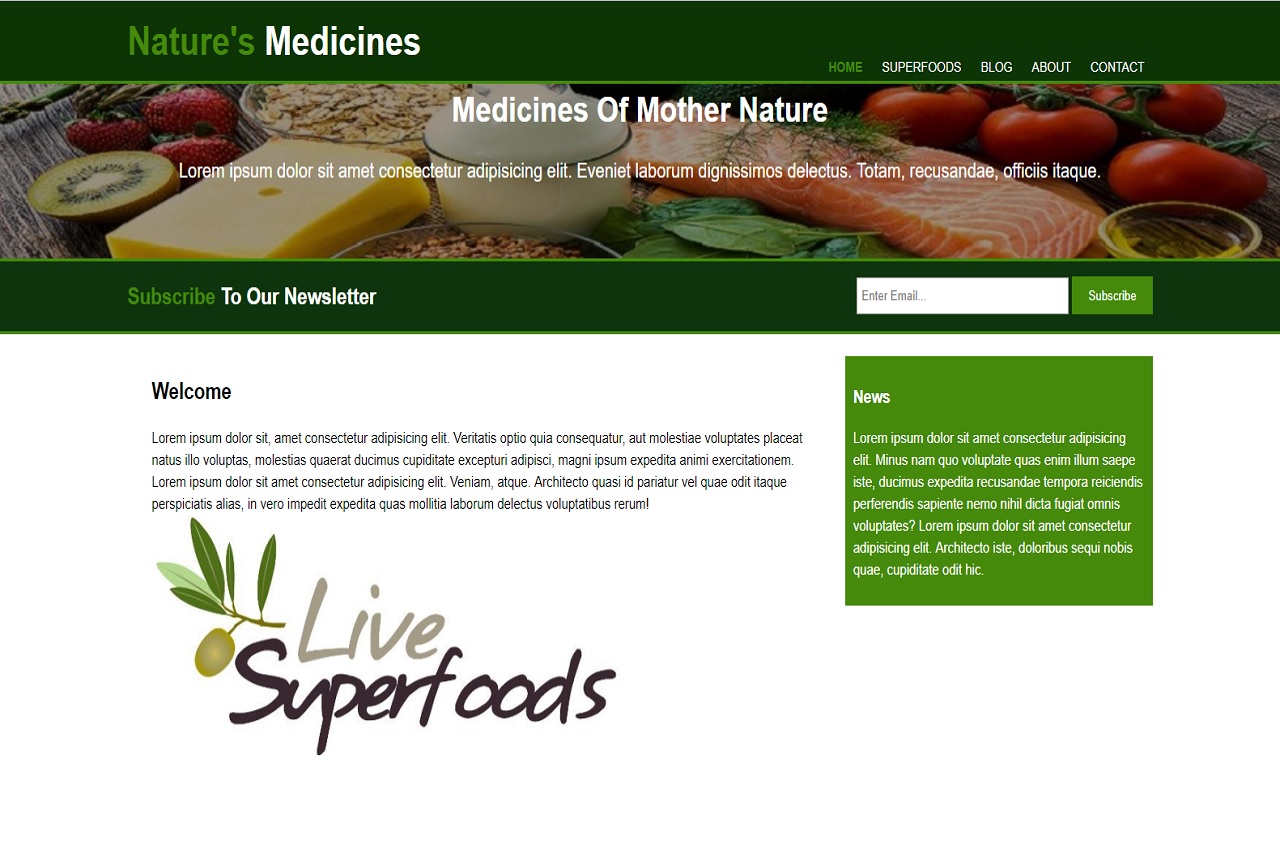 Nature's Medicines
HOME SUPERFOODS BLOG ABOUT CONTACT
Medicines Of Mother Nature
Lorem ipsum dolor sit amet consectetur adipisicing elit. Eveniet laborum dignissimos delectus. Totam, recusandae, officiis itaque.
Subscribe To Our Newsletter
Enter Email...
Subscribe
Welcome
Lorem ipsum dolor sit, amet consectetur adipisicing elit. Veritatis optio quia consequatur, aut molestiae voluptates placeat
natus illo voluptas, molestias quaerat ducimus cupiditate excepturi adipisci, magni ipsum expedita animi exercitationem.
Lorem ipsum dolor sit amet consectetur adipisicing elit. Veniam, atque. Architecto quasi id pariatur vel quae odit itaque
perspiciatis alias, in vero impedit expedita quas mollitia laborum delectus voluptatibus rerum!
Live
Superfoods
News
Lorem ipsum dolor sit amet consectetur adipisicing
elit. Minus nam quo voluptate quas enim illum saepe
iste, ducimus expedita recusandae tempora reiciendis
perferendis sapiente nemo nihil dicta fugiat omnis
voluptates? Lorem ipsum dolor sit amet consectetur
adipisicing elit. Architecto iste, doloribus sequi nobis
quae, cupiditate odit hic.